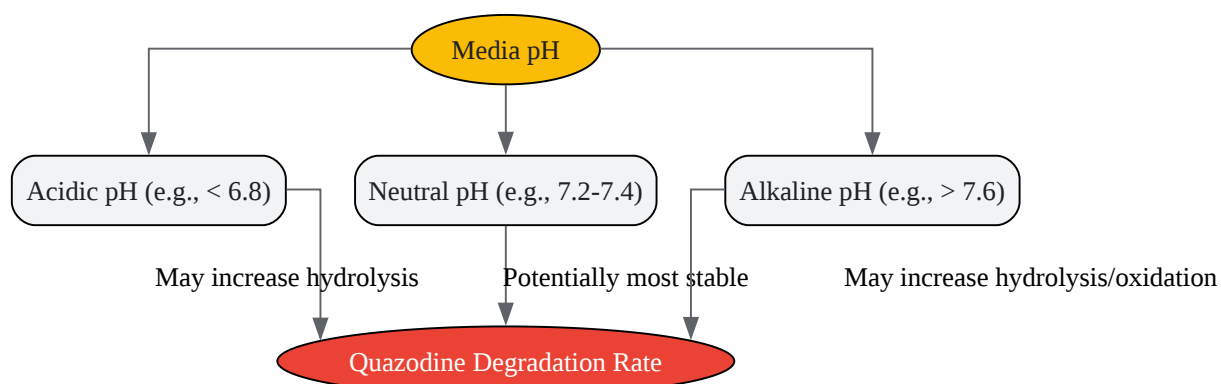 Media pH
Acidic pH (e.g., < 6.8)
Neutral pH (e.g., 7.2-7.4)
Alkaline pH (e.g., > 7.6)
May increase hydrolysis
Potentially most stable
May increase hydrolysis/oxidation
Quazodine Degradation Rate